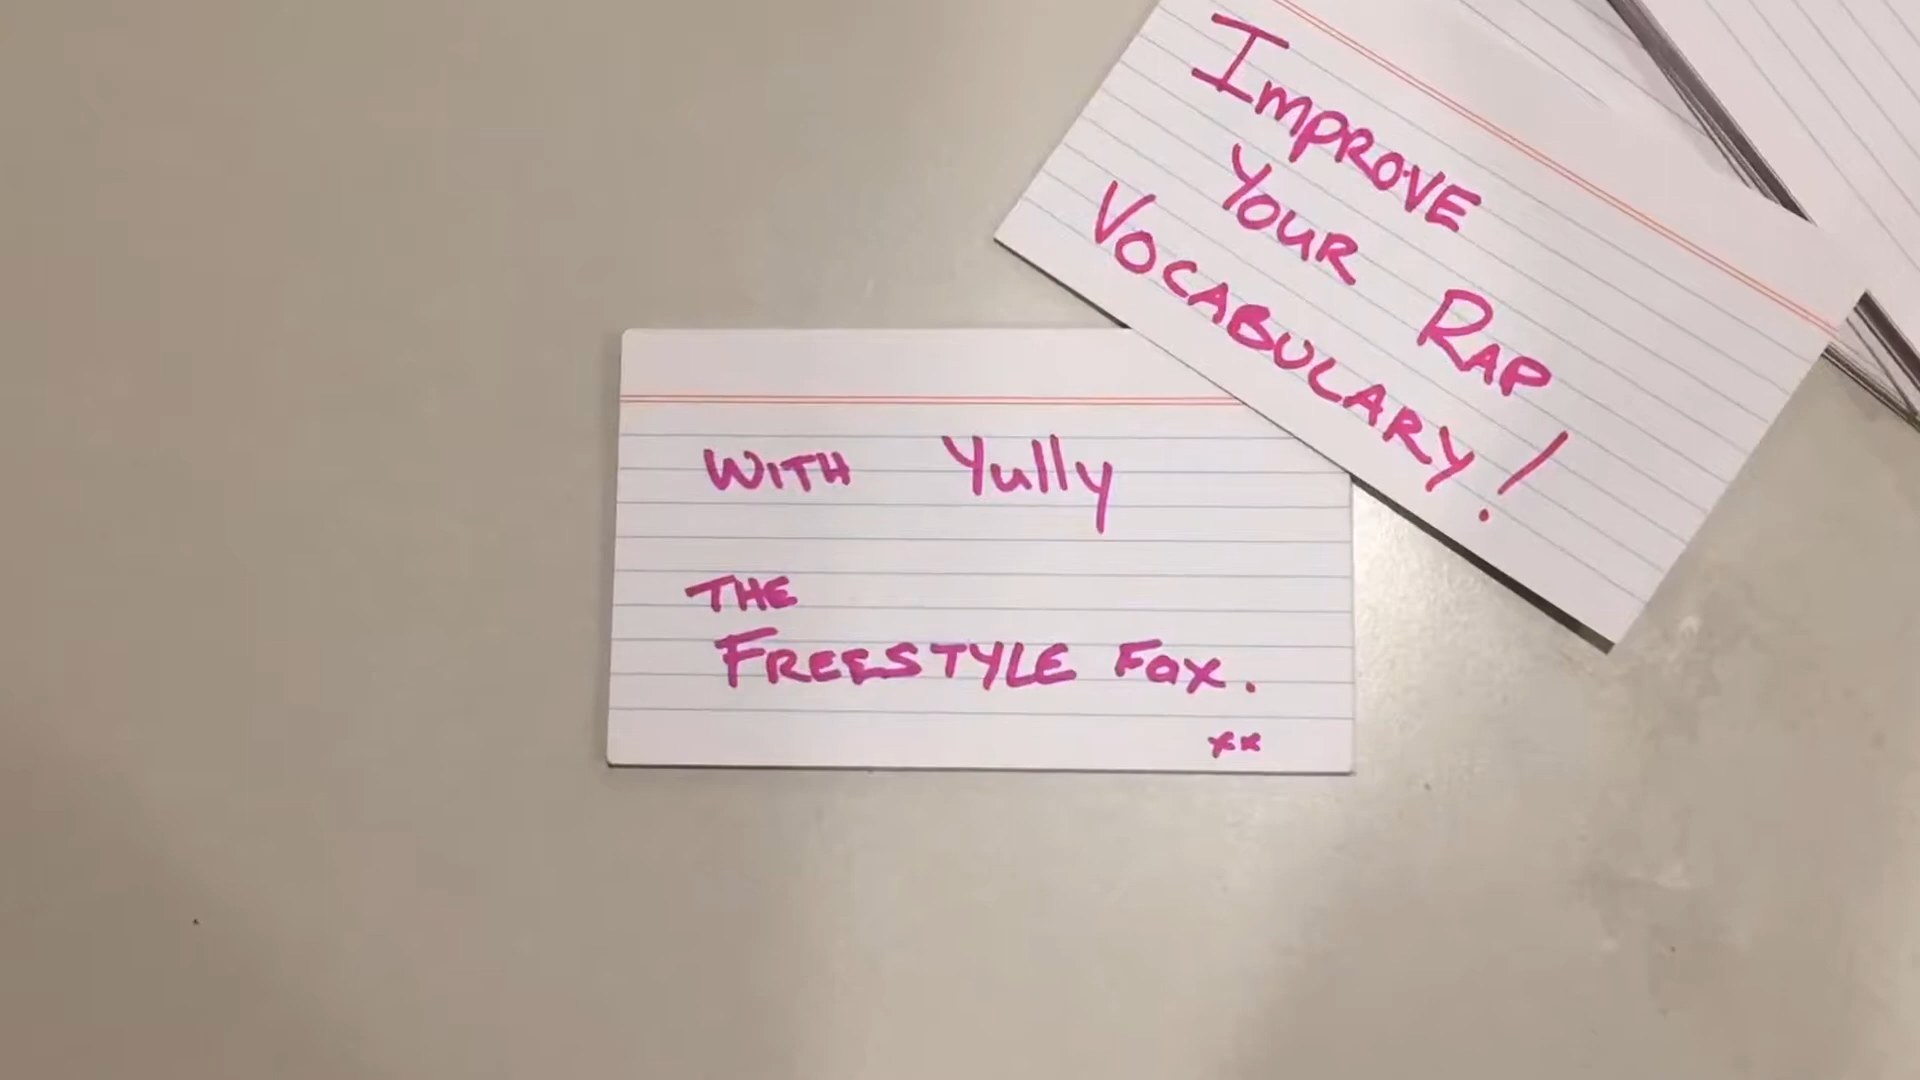 IMPROVE
YOUR RAP
VOCABULARY!
WITH Yully
THE
FREESTYLE FOX.
xx